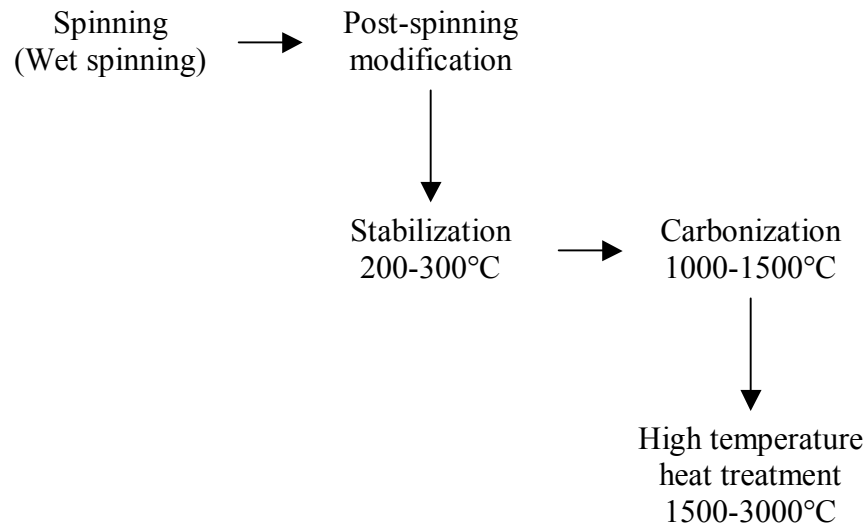 Spinning
(Wet spinning)
Post-spinning
modification
Stabilization
200-300°C
Carbonization
1000-1500°C
High temperature
heat treatment
1500-3000°C